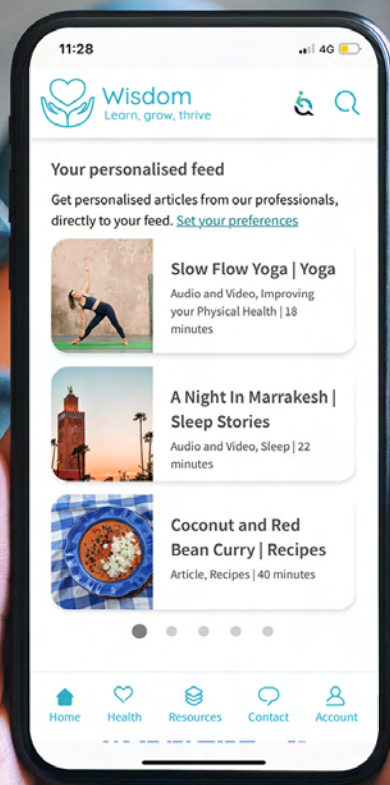 11:28
4G
Wisdom
Learn, grow, thrive
Your personalised feed
Get personalised articles from our professionals,
directly to your feed. Set your preferences
Slow Flow Yoga | Yoga
Audio and Video, Improving
your Physical Health | 18
minutes
A Night In Marrakesh |
Sleep Stories
Audio and Video, Sleep | 22
minutes
Coconut and Red
Bean Curry | Recipes
Article, Recipes | 40 minutes
Home Health Resources Contact Account